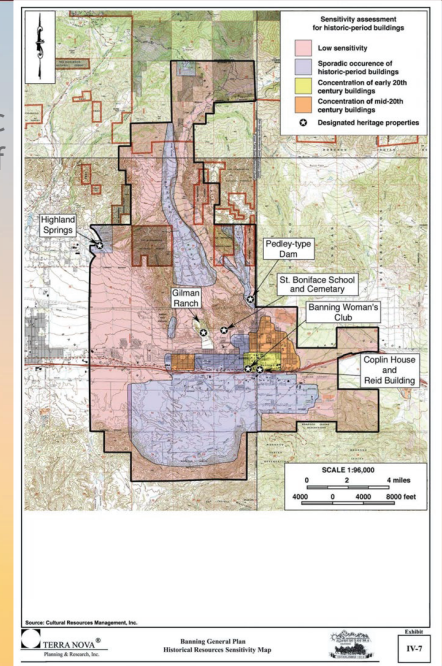 Sensitivity assessment
for historic-period buildings
Low sensitivity
Sporadic occurence of
historic-period buildings
Concentration of early 20th
century buildings
Concentration of mid-20th
century buildings
Designated heritage properties
Highland
Springs
Pedley-type
Dam
St. Boniface School
and Cemetary
Gilman
Ranch
Banning Woman's
Club
Coplin House
and
Reid Building
SCALE 1:96,000
0 2 4 miles
4000 0 4000 8000 feet
Source: Cultural Resources Management, Inc.
TERRA NOVA®
Planning & Research, Inc.
Banning General Plan
Historical Resources Sensitivity Map
Exhibit
IV-7